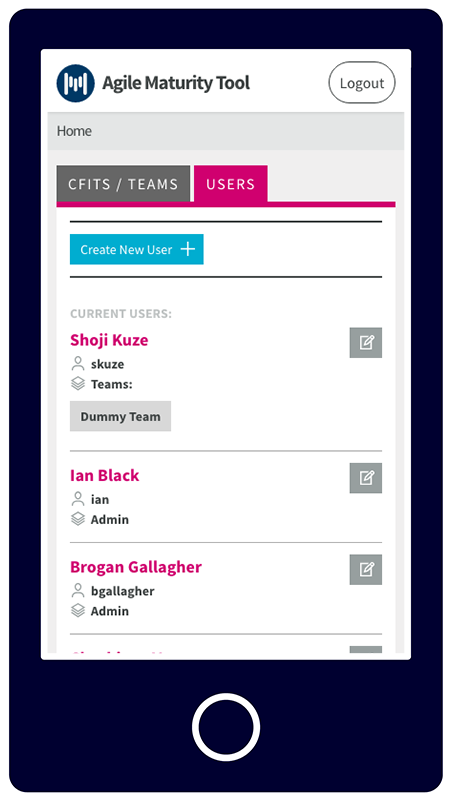 Agile Maturity Tool
Logout
Home
CFITS / TEAMS
USERS
Create New User
CURRENT USERS:
Shoji Kuze
skuze
Teams:
Dummy Team
Ian Black
ian
Admin
Brogan Gallagher
bgallagher
Admin